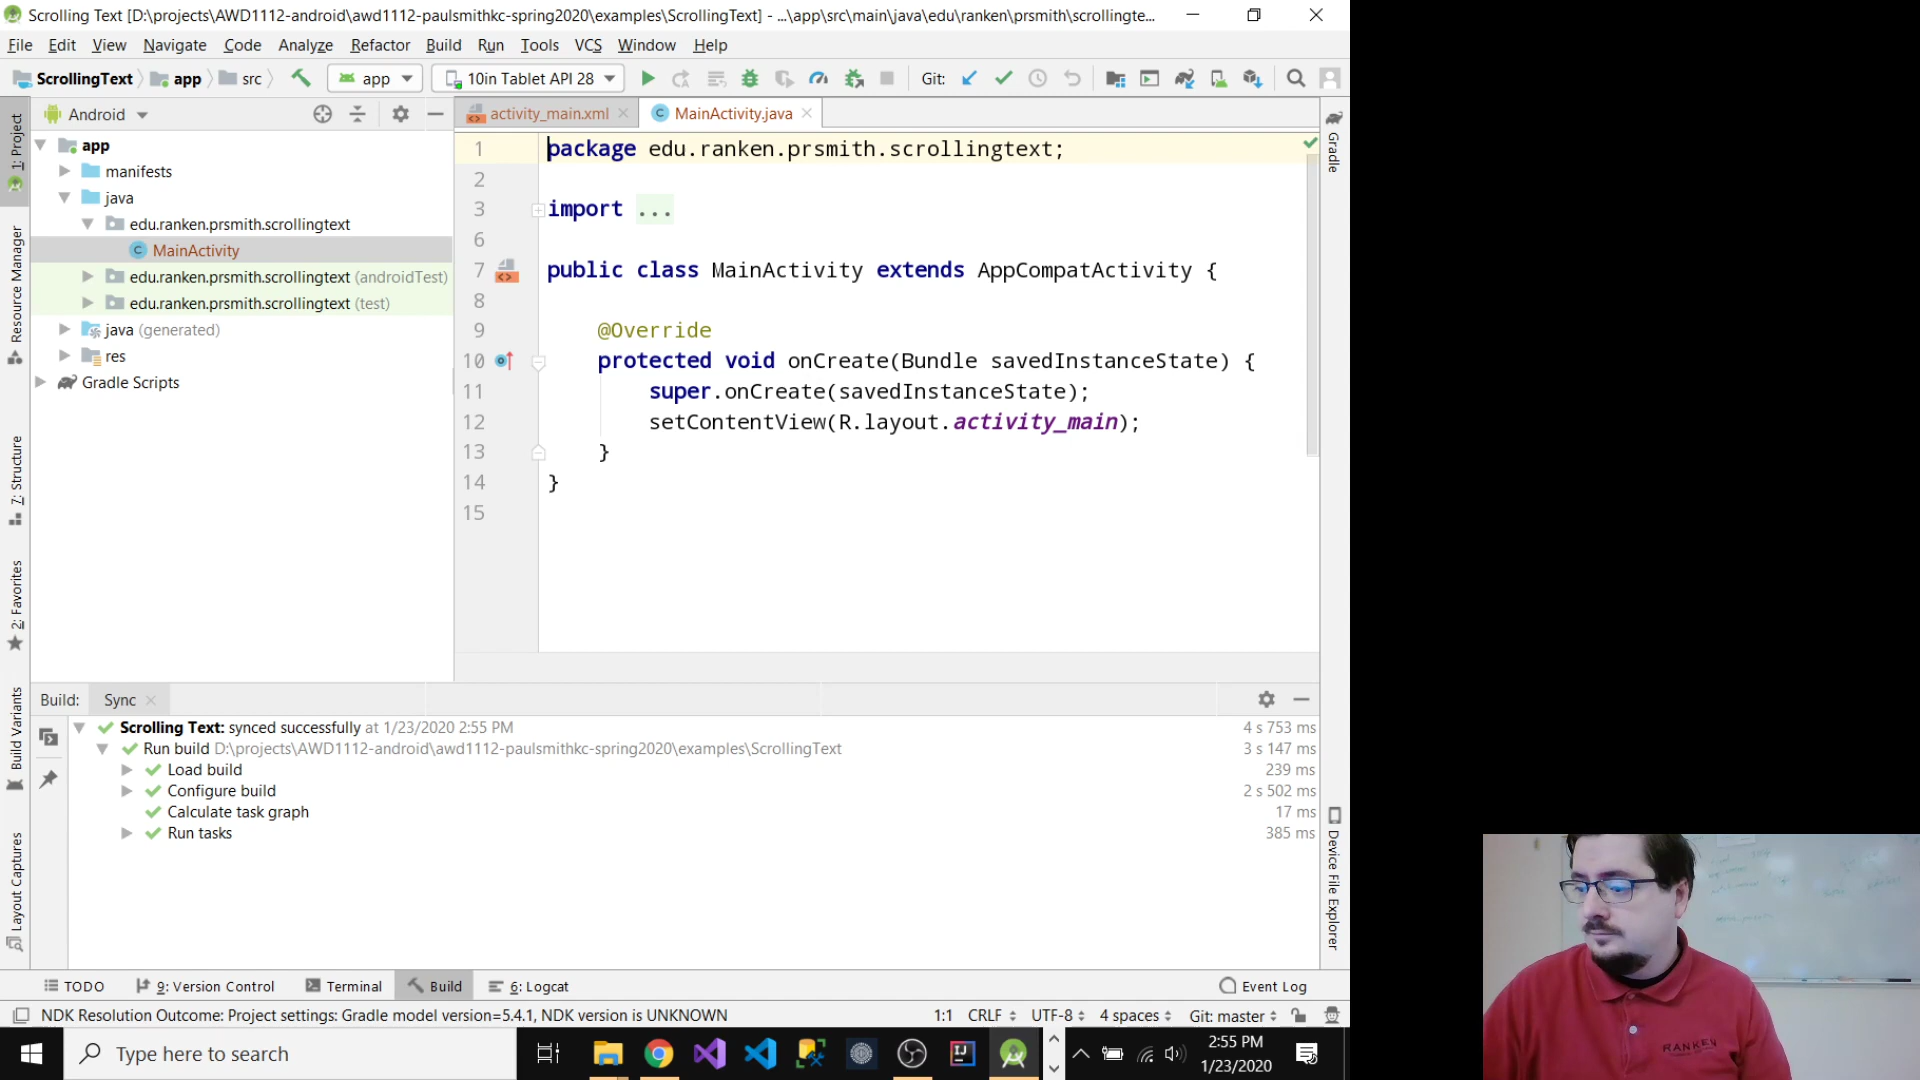 Scrolling Text [D:\projects\AWD1112-android\awd1112-paulsmithkc-spring2020\examples\ScrollingText] - ...\app\src\main\java\edu\ranken\prsmith\scrollingte...
File Edit View Navigate Code Analyze Refactor Build Run Tools VCS Window Help
ScrollingText app src app 10in Tablet API 28 Git:
Android
activity_main.xml MainActivity.java
1: Project
Resource Manager
7: Structure
2: Favorites
Build Variants
Layout Captures
app
manifests
java
edu.ranken.prsmith.scrollingtext
MainActivity
edu.ranken.prsmith.scrollingtext (androidTest)
edu.ranken.prsmith.scrollingtext (test)
java (generated)
res
Gradle Scripts
1 package edu.ranken.prsmith.scrollingtext;
2
3 import ...
6
7 public class MainActivity extends AppCompatActivity {
8
9 @Override
10 protected void onCreate(Bundle savedInstanceState) {
11 super.onCreate(savedInstanceState);
12 setContentView(R.layout.activity_main);
13 }
14 }
15
Gradle
Device File Explorer
Build: Sync
Scrolling Text: synced successfully at 1/23/2020 2:55 PM 4 s 753 ms
Run build D:\projects\AWD1112-android\awd1112-paulsmithkc-spring2020\examples\ScrollingText 3 s 147 ms
Load build 239 ms
Configure build 2 s 502 ms
Calculate task graph 17 ms
Run tasks 385 ms
TODO 9: Version Control Terminal Build 6: Logcat Event Log
NDK Resolution Outcome: Project settings: Gradle model version=5.4.1, NDK version is UNKNOWN 1:1 CRLF UTF-8 4 spaces Git: master
Type here to search
2:55 PM
1/23/2020
RANKEN